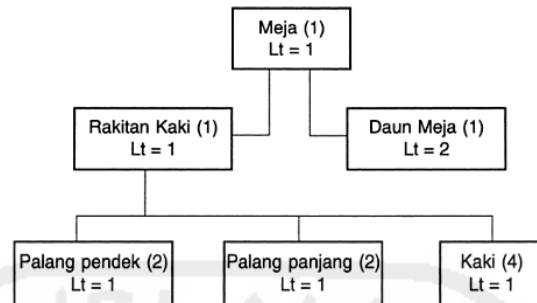 Meja (1)
Lt = 1
Rakitan Kaki (1)
Lt = 1
Daun Meja (1)
Lt = 2
Palang pendek (2)
Lt = 1
Palang panjang (2)
Lt = 1
Kaki (4)
Lt = 1